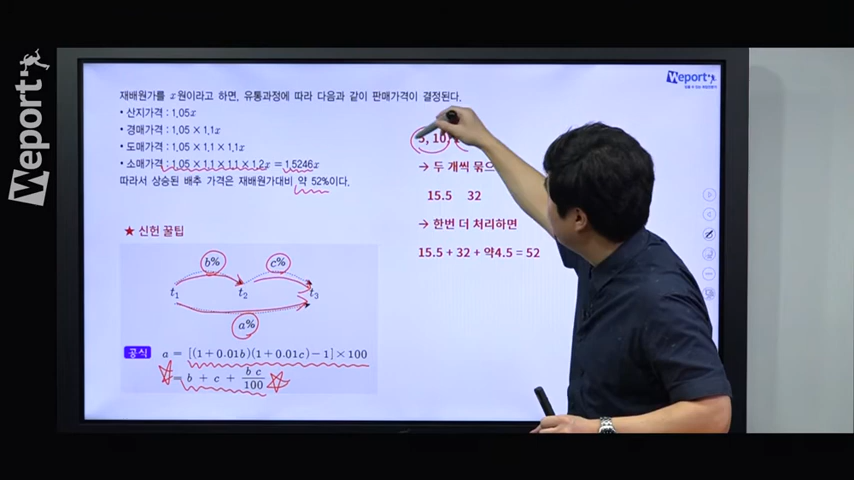 Weport
Weport
재배원가를 x원이라고 하면, 유통과정에 따라 다음과 같이 판매가격이 결정된다.
• 산지가격 : 1.05x
• 경매가격 : 1.05 × 1.1x
• 도매가격 : 1.05 × 1.1 × 1.1x
• 소매가격 : 1.05 × 1.1 × 1.1 × 1.2x = 1.5246x
따라서 상승된 배추 가격은 재배원가대비 약 52%이다.
★ 신헌 꿀팁
b% c%
t₁ t₂ t₃
a%
공식 a = [(1+0.01b)(1+0.01c)−1]×100
= b + c + bc/100
5, 10,
→ 두 개씩 묶으
15.5 32
→ 한번 더 처리하면
15.5 + 32 + 약4.5 = 52